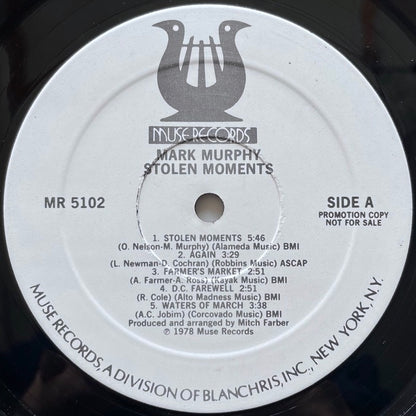 MUSE RECORDS
MARK MURPHY
STOLEN MOMENTS
MR 5102
SIDE A
PROMOTION COPY
NOT FOR SALE
1. STOLEN MOMENTS 5:46
(O. Nelson-M. Murphy) (Alameda Music) BMI
2. AGAIN 3:29
(L. Newman-D. Cochran) (Robbins Music) ASCAP
3. FARMER'S MARKET 2:51
(A. Farmer-A. Ross) (Kayak Music) BMI
4. D.C. FAREWELL 2:51
(R. Cole) (Alto Madness Music) BMI
5. WATERS OF MARCH 3:38
(A.C. Jobim) (Corcovado Music) BMI
Produced and arranged by Mitch Farber
℗ 1978 Muse Records
MUSE RECORDS, A DIVISION OF BLANCHRIS, INC., NEW YORK, N.Y.